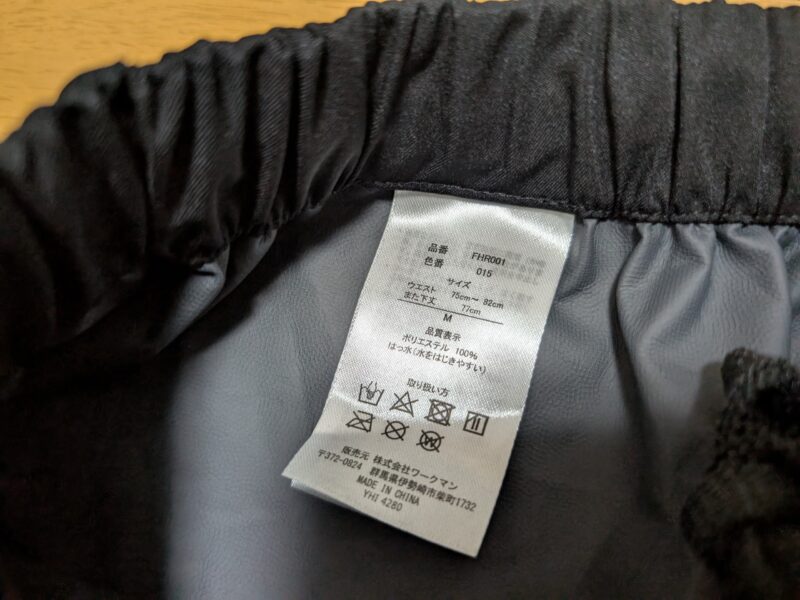 品番 FHR001
色番 015
サイズ
ウエスト 75cm～82cm
また下丈 77cm
M
品質表示
ポリエステル 100%
はっ水(水をはじきやすい)
取り扱い方
販売元 株式会社ワークマン
〒372-0824 群馬県伊勢崎市柴町1732
MADE IN CHINA
YHI 4280